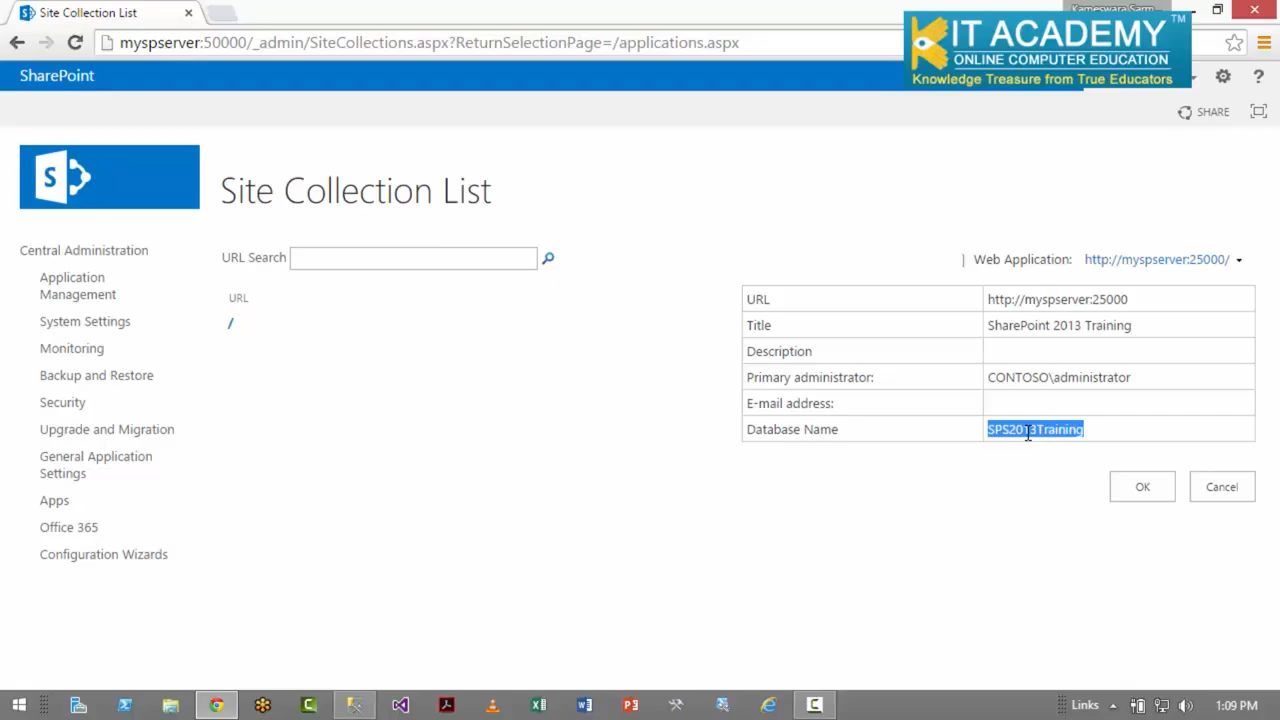 Site Collection List
myspserver:50000/_admin/SiteCollections.aspx?ReturnSelectionPage=/applications.aspx
KIT ACADEMY TM
ONLINE COMPUTER EDUCATION
Knowledge Treasure from True Educators
SharePoint
?
SHARE
S
Site Collection List
Central Administration
Application
Management
System Settings
Monitoring
Backup and Restore
Security
Upgrade and Migration
General Application
Settings
Apps
Office 365
Configuration Wizards
URL Search
Web Application: http://myspserver:25000/
URL
/
URL http://myspserver:25000
Title SharePoint 2013 Training
Description
Primary administrator: CONTOSO\administrator
E-mail address:
Database Name SPS2013Training
OK Cancel
Links 1:09 PM